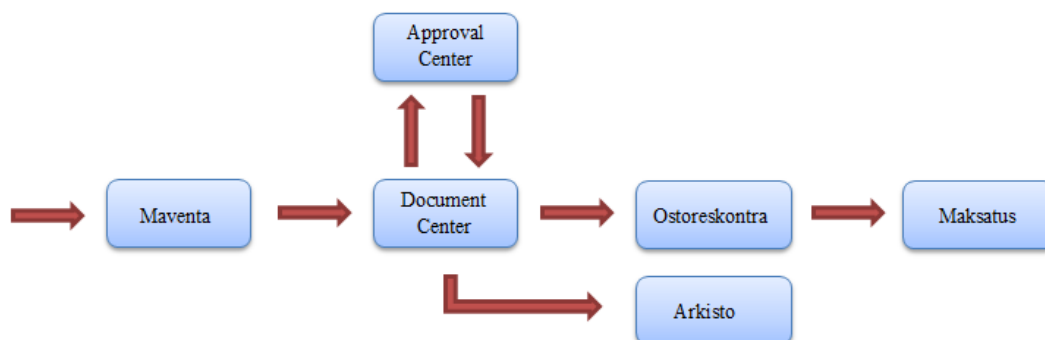 Approval
Center
Maventa
Document
Center
Ostoreskontra
Maksatus
Arkisto